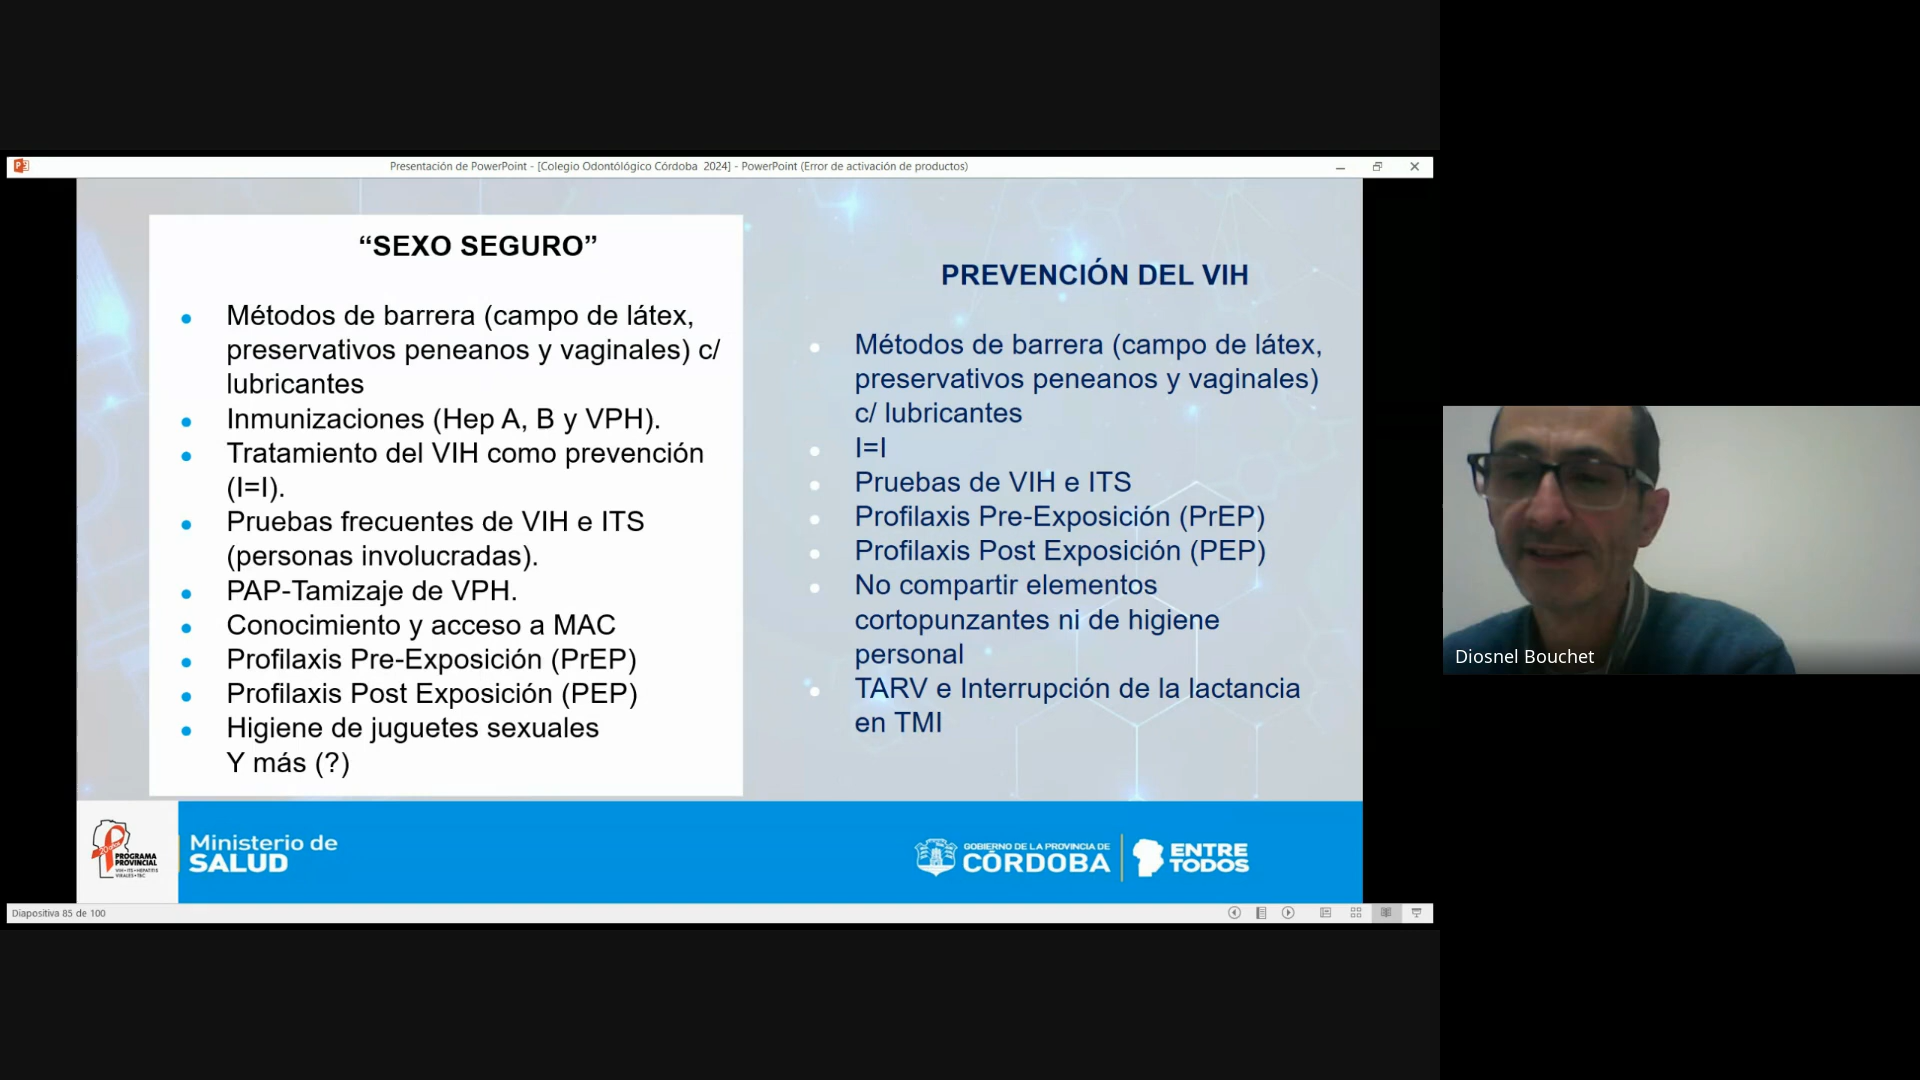 Presentación de PowerPoint - [Colegio Odontólógico Córdoba  2024] - PowerPoint (Error de activación de productos)
“SEXO SEGURO”
Métodos de barrera (campo de látex,
preservativos peneanos y vaginales) c/
lubricantes
Inmunizaciones (Hep A, B y VPH).
Tratamiento del VIH como prevención
(I=I).
Pruebas frecuentes de VIH e ITS
(personas involucradas).
PAP-Tamizaje de VPH.
Conocimiento y acceso a MAC
Profilaxis Pre-Exposición (PrEP)
Profilaxis Post Exposición (PEP)
Higiene de juguetes sexuales
Y más (?)
PREVENCIÓN DEL VIH
Métodos de barrera (campo de látex,
preservativos peneanos y vaginales)
c/ lubricantes
I=I
Pruebas de VIH e ITS
Profilaxis Pre-Exposición (PrEP)
Profilaxis Post Exposición (PEP)
No compartir elementos
cortopunzantes ni de higiene
personal
TARV e Interrupción de la lactancia
en TMI
Diosnel Bouchet
PROGRAMA
PROVINCIAL
VIH-ITS-HEPATITIS
VIRALES-TBC
Ministerio de
SALUD
GOBIERNO DE LA PROVINCIA DE
CÓRDOBA
ENTRE
TODOS
Diapositiva 85 de 100